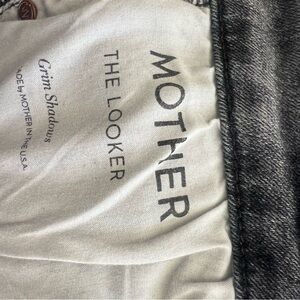 MOTHER
THE LOOKER
Grim Shadows
MADE by MOTHER IN the U.S.A.